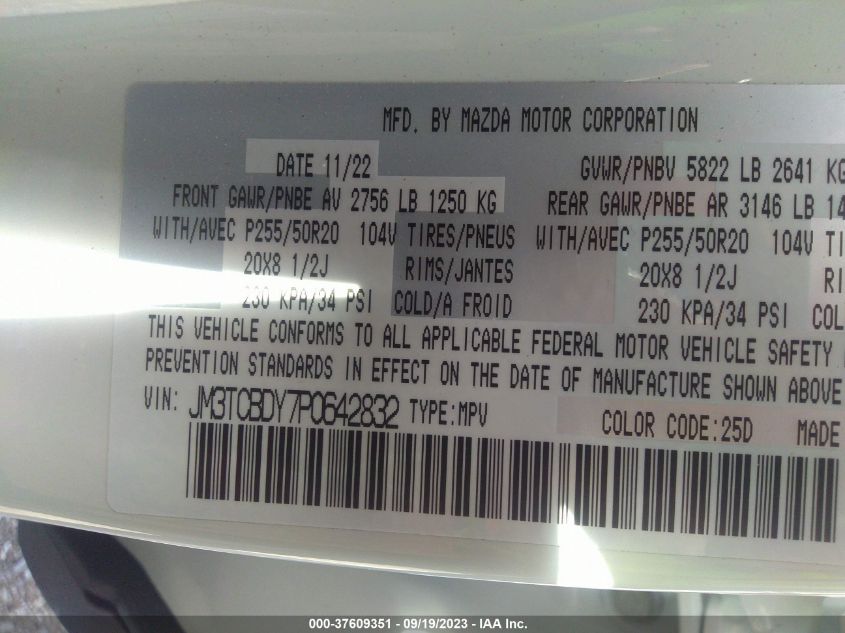 MFD. BY MAZDA MOTOR CORPORATION
DATE 11/22 GVWR/PNBV 5822 LB 2641 KG
FRONT GAWR/PNBE AV 2756 LB 1250 KG REAR GAWR/PNBE AR 3146 LB 14
WITH/AVEC P255/50R20 104V TIRES/PNEUS WITH/AVEC P255/50R20 104V TI
20X8 1/2J RIMS/JANTES 20X8 1/2J RI
230 KPA/34 PSI COLD/A FROID 230 KPA/34 PSI COL
THIS VEHICLE CONFORMS TO ALL APPLICABLE FEDERAL MOTOR VEHICLE SAFETY
PREVENTION STANDARDS IN EFFECT ON THE DATE OF MANUFACTURE SHOWN ABOVE
VIN: JM3TCBDY7P0642832 TYPE:MPV COLOR CODE:25D MADE
000-37609351 - 09/19/2023 - IAA Inc.